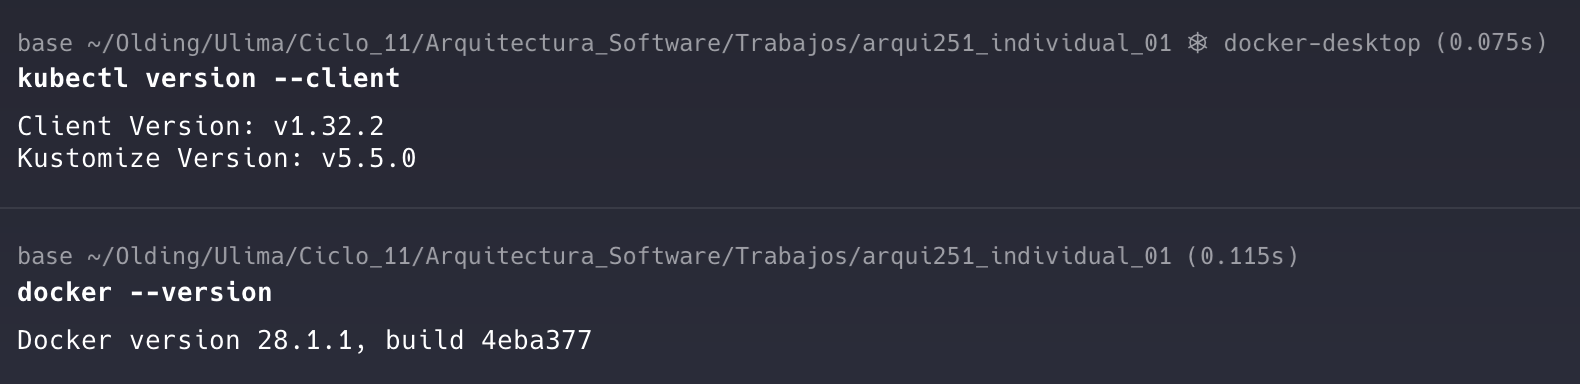 base ~/Olding/Ulima/Ciclo_11/Arquitectura_Software/Trabajos/arqui251_individual_01 ⎈ docker-desktop (0.075s)
kubectl version --client
Client Version: v1.32.2
Kustomize Version: v5.5.0
base ~/Olding/Ulima/Ciclo_11/Arquitectura_Software/Trabajos/arqui251_individual_01 (0.115s)
docker --version
Docker version 28.1.1, build 4eba377